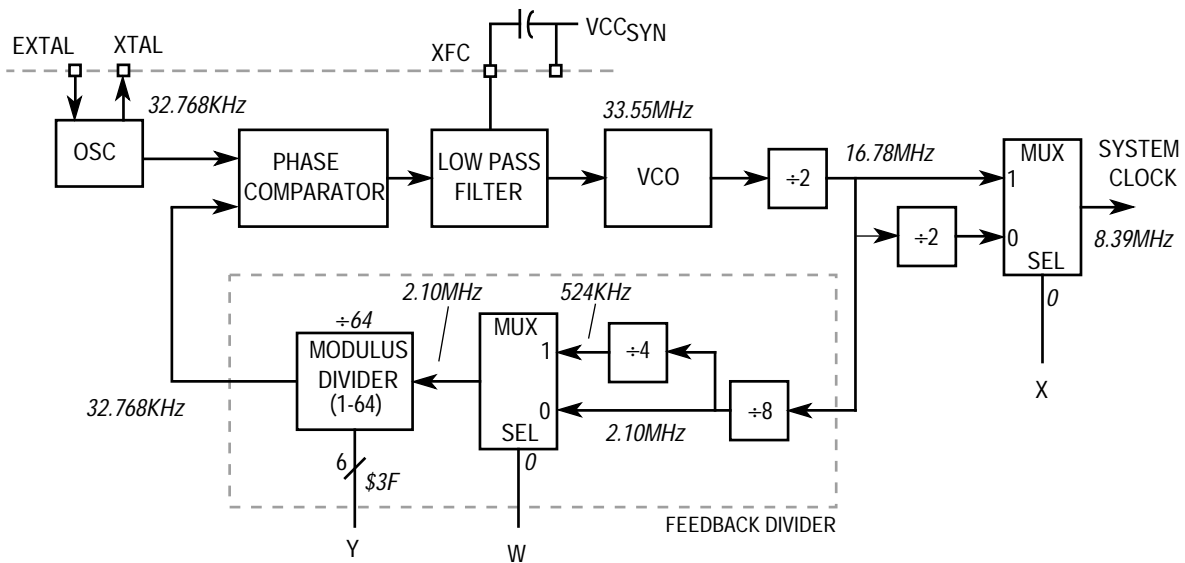 VCCSYN
EXTAL
XTAL
XFC
32.768KHz
33.55MHz
OSC
PHASE
COMPARATOR
LOW PASS
FILTER
VCO
÷2
16.78MHz
MUX
1
0
SEL
SYSTEM
CLOCK
8.39MHz
÷2
0
X
2.10MHz
524KHz
÷64
MODULUS
DIVIDER
(1-64)
MUX
1
0
SEL
÷4
÷8
32.768KHz
2.10MHz
6
$3F
0
FEEDBACK DIVIDER
Y
W